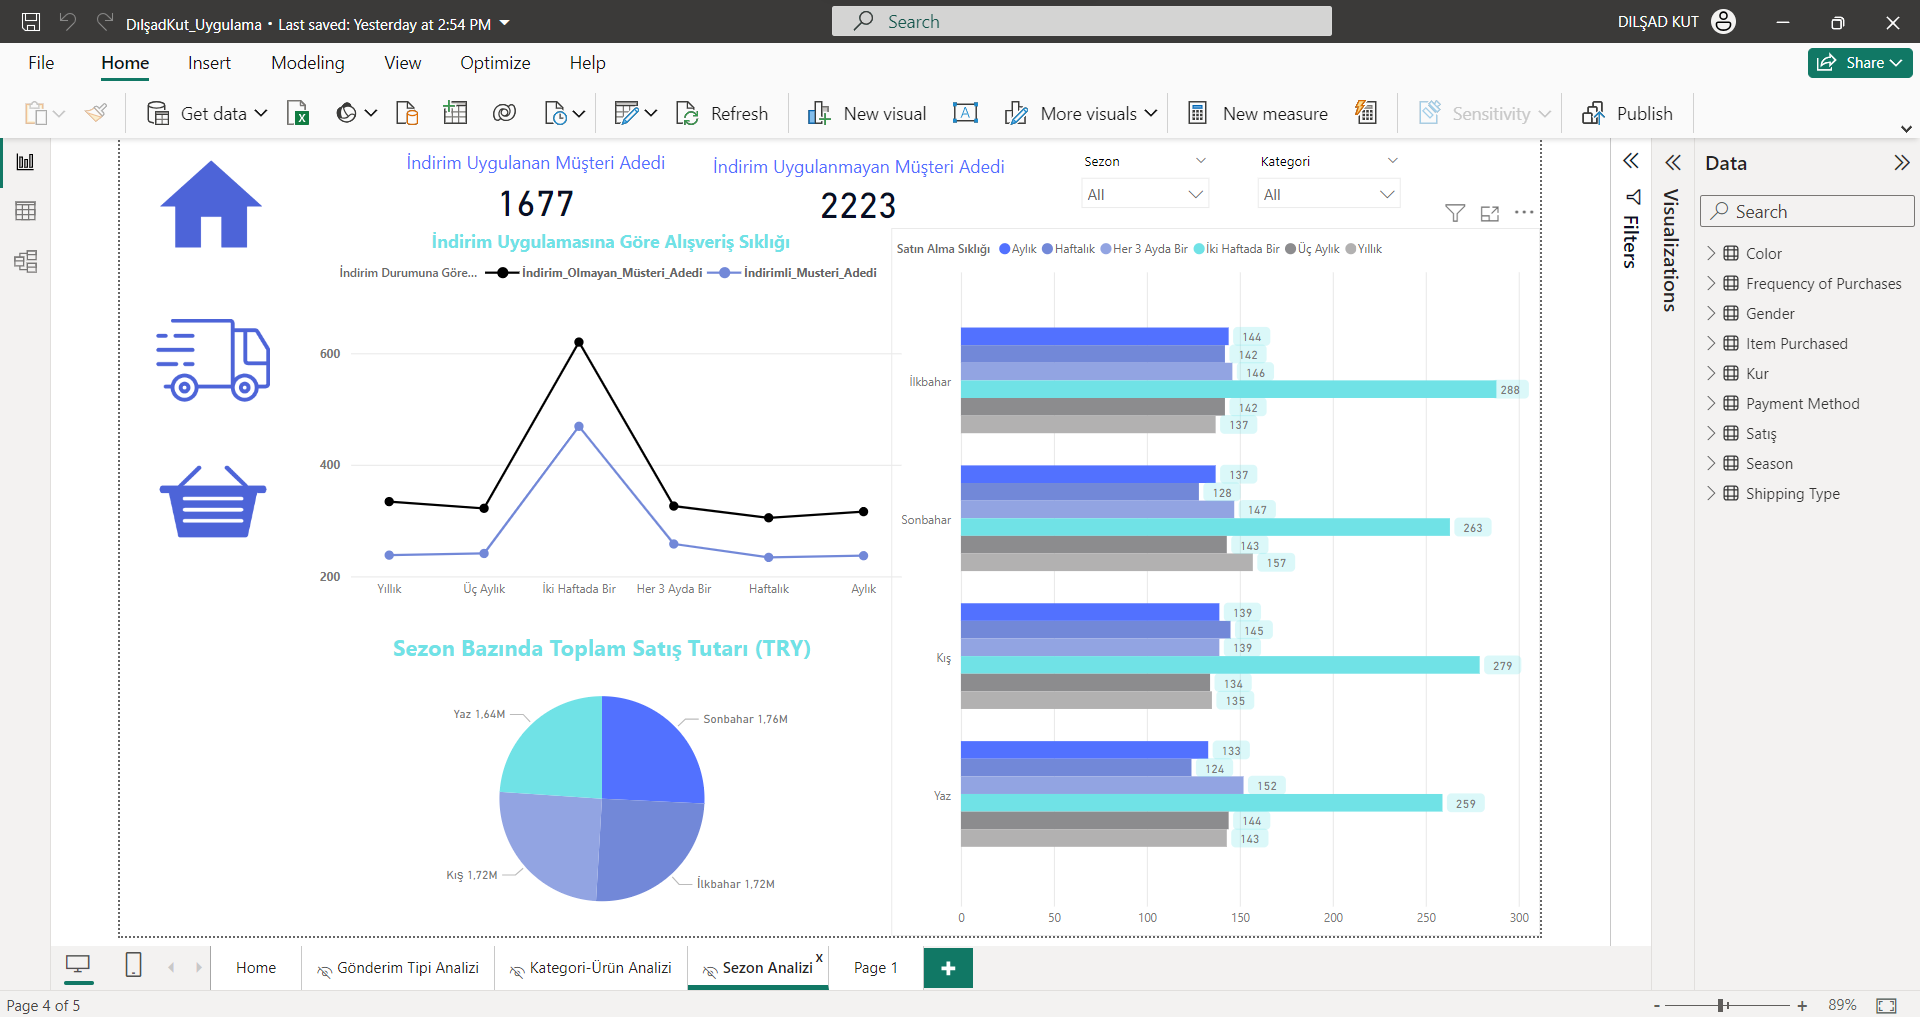 DılşadKut_Uygulama • Last saved: Yesterday at 2:54 PM
Search
DILŞAD KUT
File Home Insert Modeling View Optimize Help
Share
Get data
Refresh
New visual
More visuals
New measure
Sensitivity
Publish
İndirim Uygulanan Müşteri Adedi
1677
İndirim Uygulanmayan Müşteri Adedi
2223
Sezon
All
Kategori
All
İndirim Uygulamasına Göre Alışveriş Sıklığı
İndirim Durumuna Göre... İndirim_Olmayan_Müsteri_Adedi İndirimli_Musteri_Adedi
600
400
200
Yıllık Üç Aylık İki Haftada Bir Her 3 Ayda Bir Haftalık Aylık
Sezon Bazında Toplam Satış Tutarı (TRY)
Yaz 1,64M
Sonbahar 1,76M
Kış 1,72M
İlkbahar 1,72M
Satın Alma Sıklığı Aylık Haftalık Her 3 Ayda Bir İki Haftada Bir Üç Aylık Yıllık
İlkbahar
144
142
146
288
142
137
Sonbahar
137
128
147
263
143
157
Kış
139
145
139
279
134
135
Yaz
133
124
152
259
144
143
0 50 100 150 200 250 300
Filters
Visualizations
Data
Search
Color
Frequency of Purchases
Gender
Item Purchased
Kur
Payment Method
Satış
Season
Shipping Type
Home
Gönderim Tipi Analizi
Kategori-Ürün Analizi
Sezon Analizi
x
Page 1
+
Page 4 of 5
- + 89%